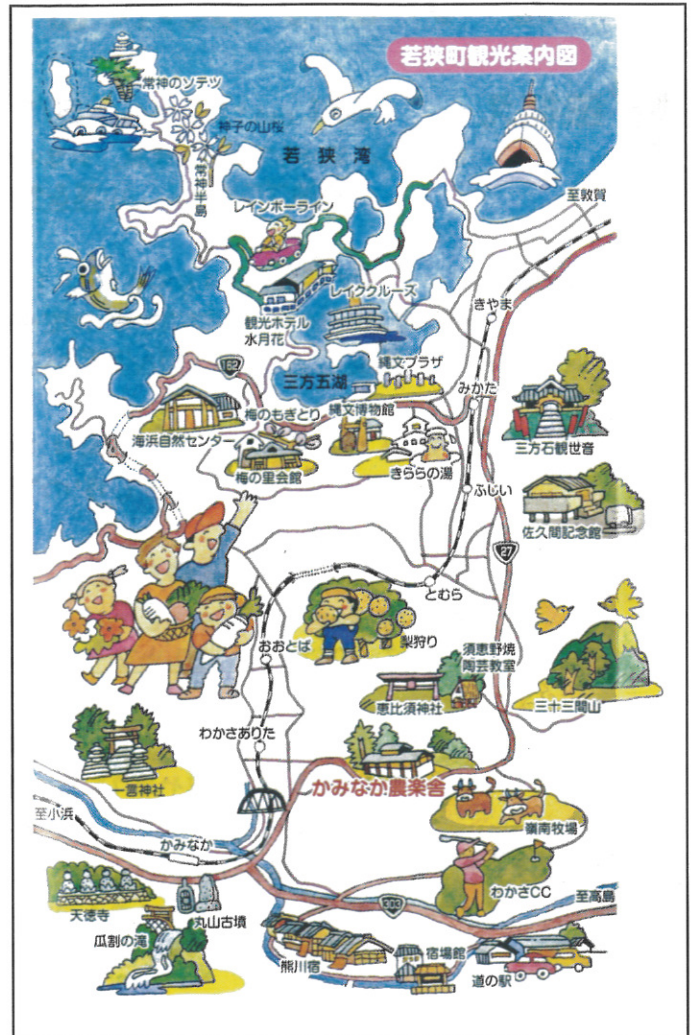 若狭町観光案内図
常神のソテツ
神子の山桜
常神半島
若狭湾
至敦賀
レインボーライン
レイククルーズ
観光ホテル
水月花
きやま
三方五湖
縄文プラザ
みかた
162
梅のもぎとり
縄文博物館
海浜自然センター
梅の里会館
きららの湯
三方石観世音
ふじい
佐久間記念館
27
とむら
梨狩り
おおとば
須恵野焼
陶芸教室
恵比須神社
三十三間山
わかさありた
一言神社
かみなか農楽舎
至小浜
かみなか
嶺南牧場
わかさCC
至高島
303
天徳寺
丸山古墳
瓜割の滝
熊川宿
宿場館
道の駅